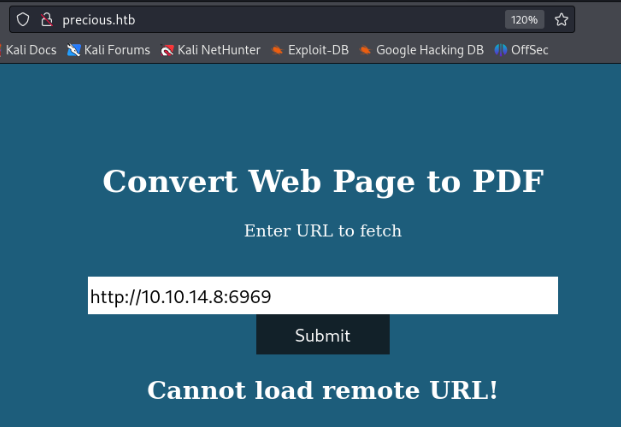 precious.htb 120%
Kali Docs Kali Forums Kali NetHunter Exploit-DB Google Hacking DB OffSec
Convert Web Page to PDF
Enter URL to fetch
http://10.10.14.8:6969
Submit
Cannot load remote URL!